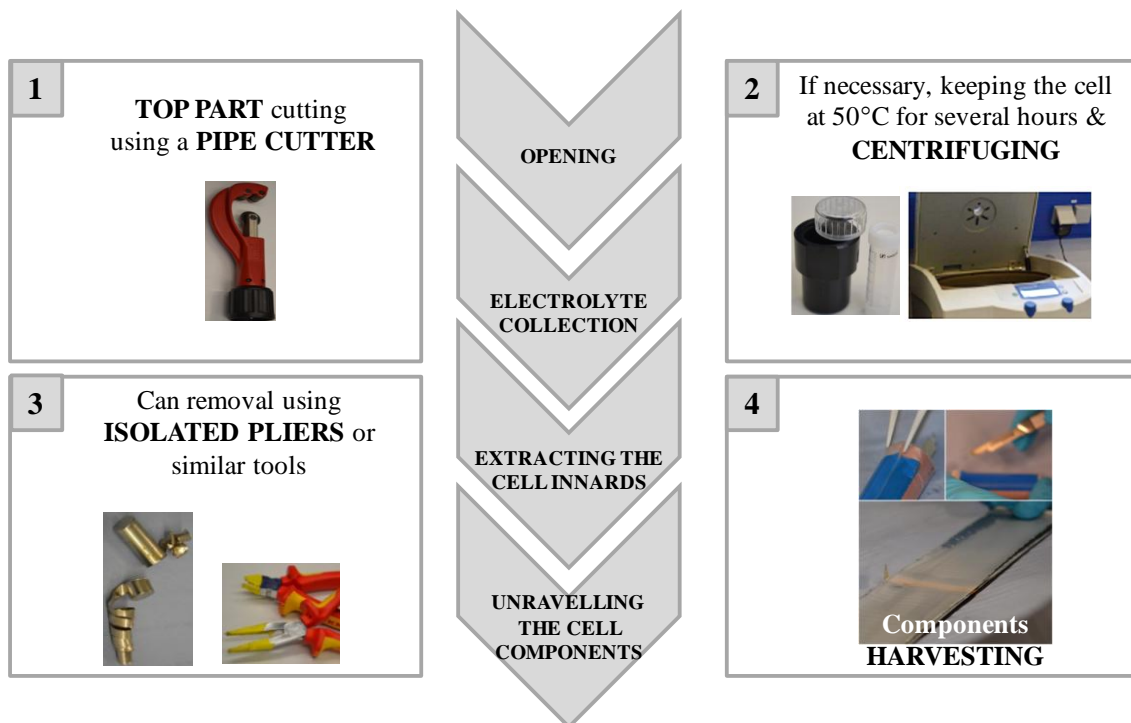 1
TOP PART cutting
using a PIPE CUTTER
OPENING
2
If necessary, keeping the cell
at 50°C for several hours &
CENTRIFUGING
ELECTROLYTE
COLLECTION
3
Can removal using
ISOLATED PLIERS or
similar tools
EXTRACTING THE
CELL INNARDS
4
Components
HARVESTING
UNRAVELLING
THE CELL
COMPONENTS